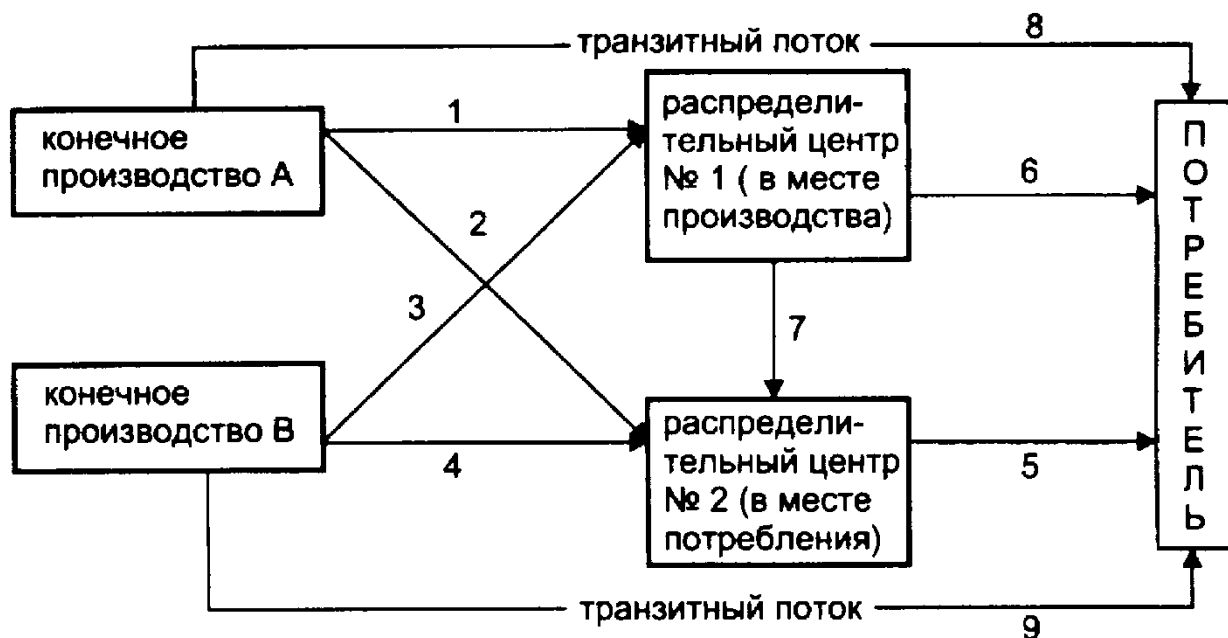 транзитный поток
8
конечное
производство А
1
распредели-
тельный центр
№ 1 ( в месте
производства)
6
2
3
7
конечное
производство В
4
распредели-
тельный центр
№ 2 (в месте
потребления)
5
ПОТРЕБИТЕЛЬ
транзитный поток
9